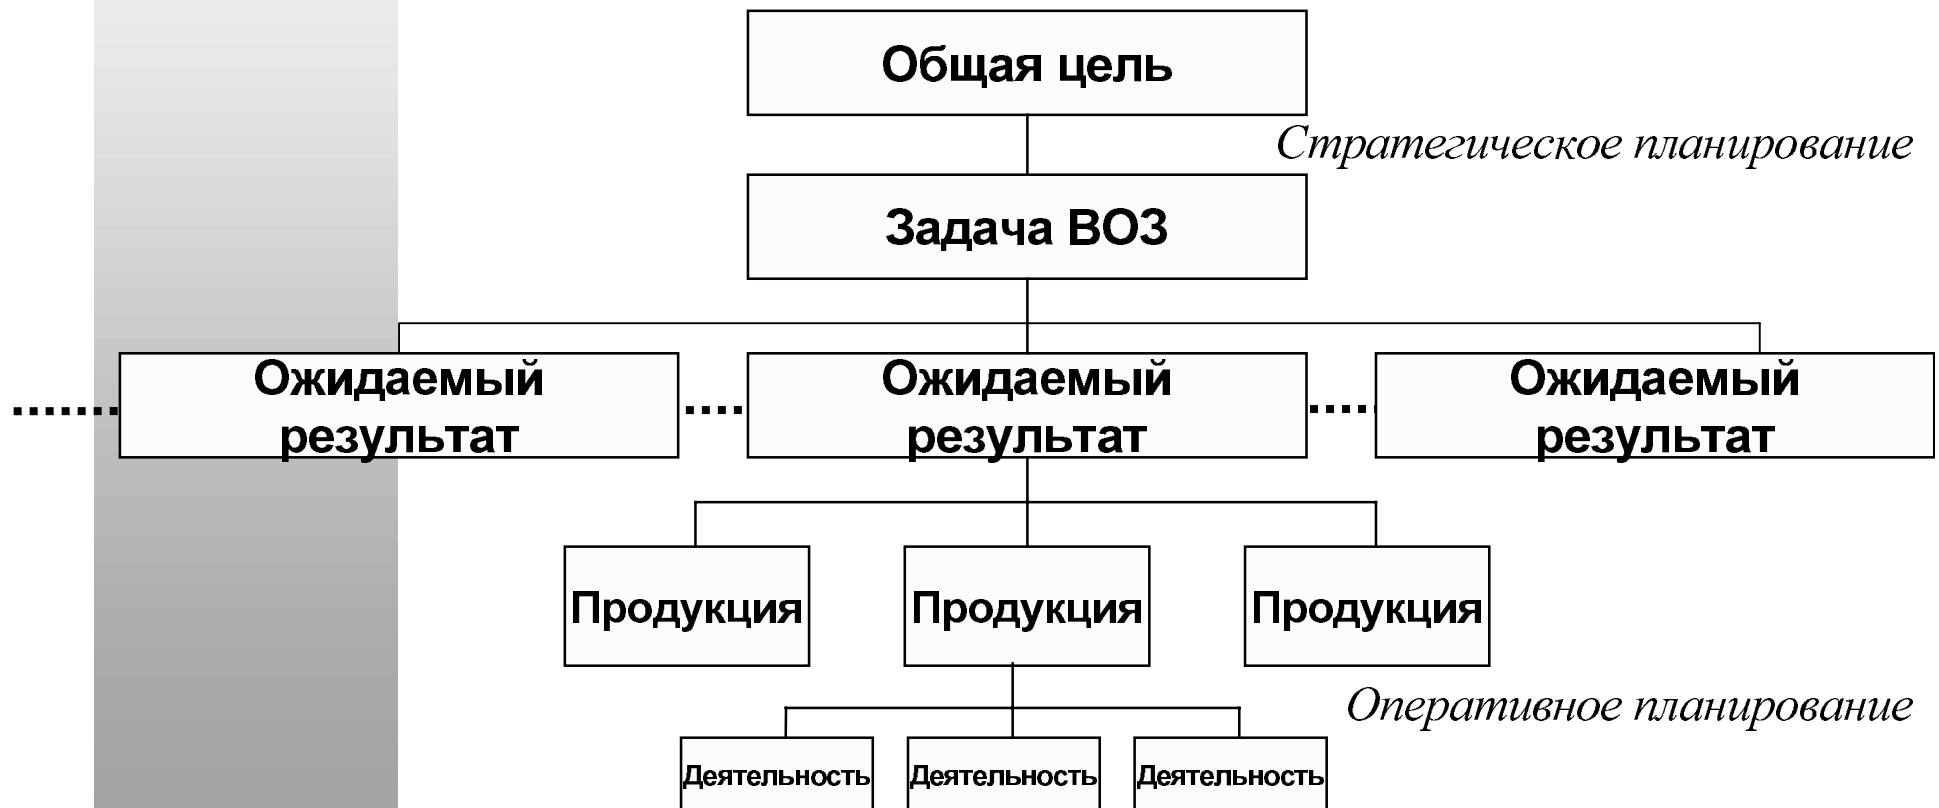 Общая цель
Стратегическое планирование
Задача ВОЗ
Ожидаемый
результат
Ожидаемый
результат
Ожидаемый
результат
Продукция
Продукция
Продукция
Оперативное планирование
Деятельность
Деятельность
Деятельность